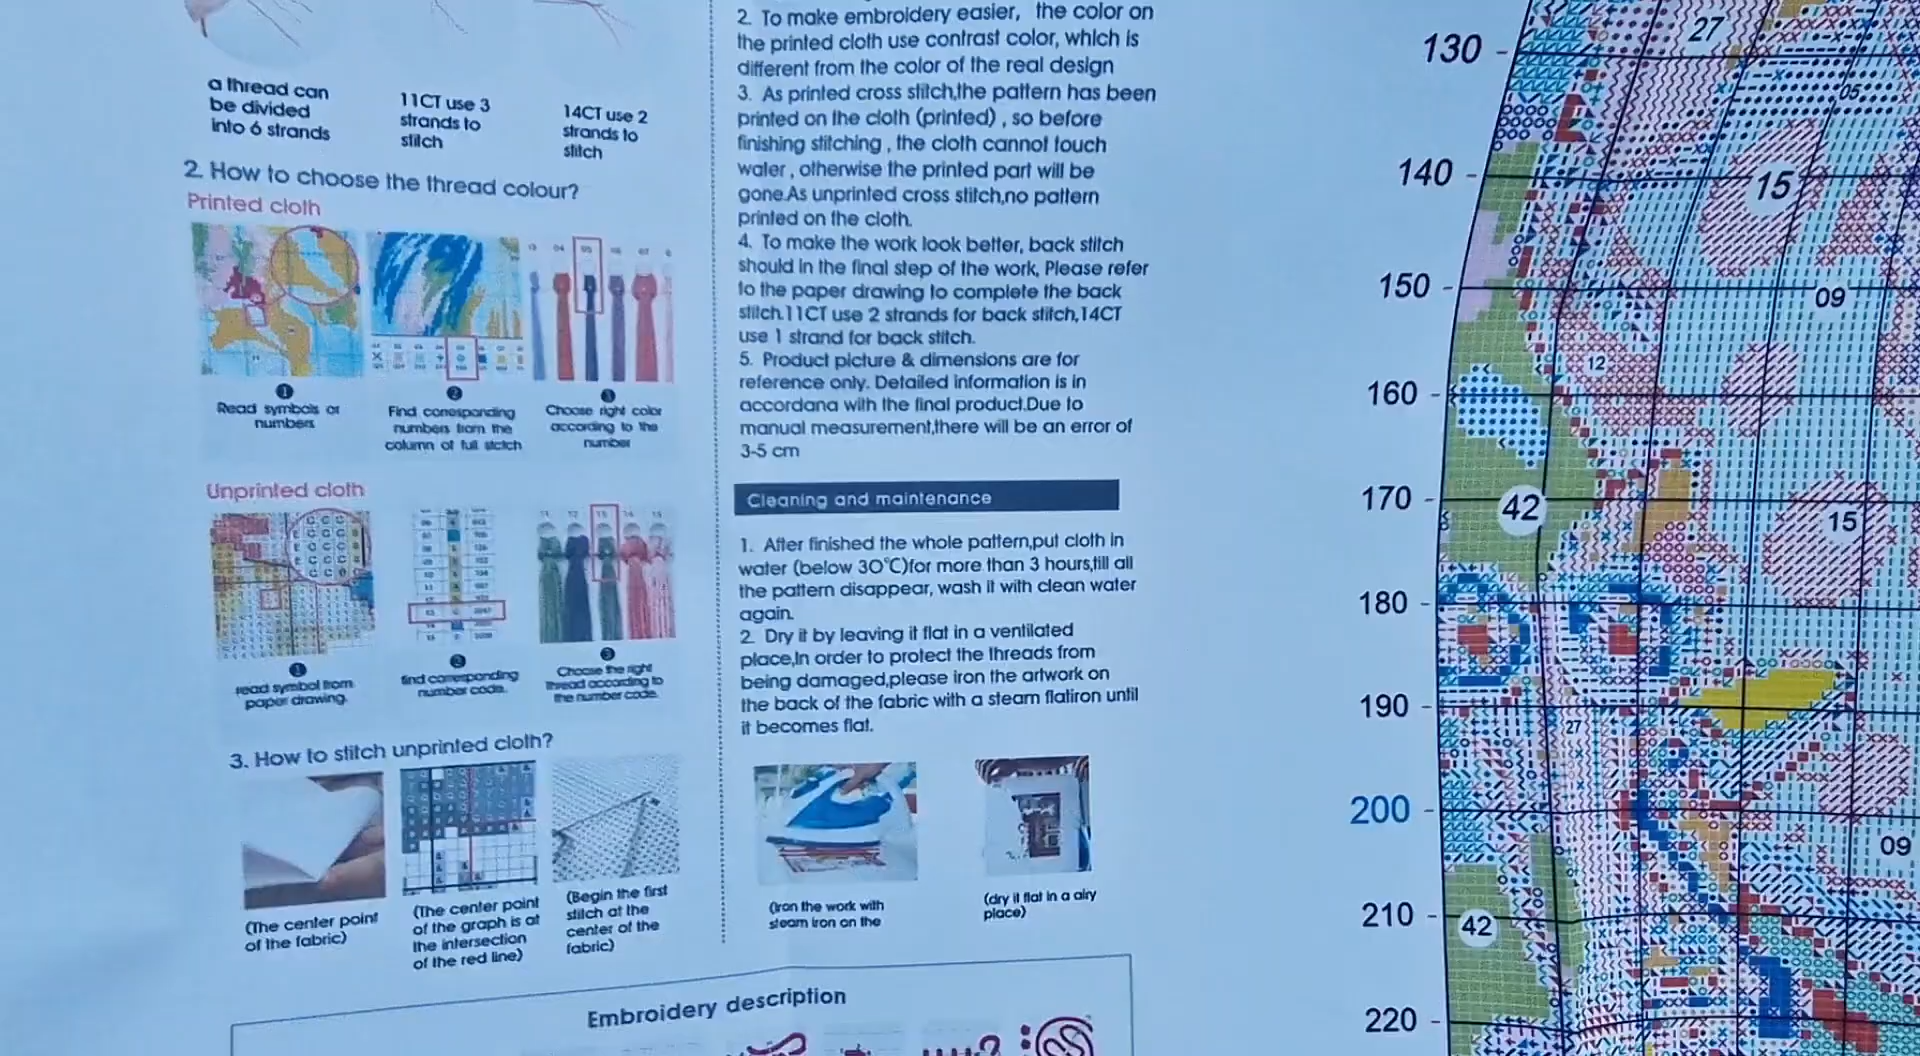 a thread can
be divided
into 6 strands
11CT use 3
strands to
stitch
14CT use 2
strands to
stitch
2. How to choose the thread colour?
Printed cloth
Read symbols or
numbers
Find corresponding
numbers from the
column of full stctch
Choose right color
according to the
number
Unprinted cloth
read symbol from
paper drawing.
find corresponding
number code.
Choose the right
thread according to
the number code.
3. How to stitch unprinted cloth?
(The center point
of the fabric)
(The center point
of the graph is at
the intersection
of the red line)
(Begin the first
stitch at the
center of the
fabric)
2. To make embroidery easier, the color on
the printed cloth use contrast color, which is
different from the color of the real design
3. As printed cross stitch,the pattern has been
printed on the cloth (printed) , so before
finishing stitching , the cloth cannot touch
water , otherwise the printed part will be
gone.As unprinted cross stitch,no pattern
printed on the cloth.
4. To make the work look better, back stitch
should in the final step of the work, Please refer
to the paper drawing to complete the back
stitch.11CT use 2 strands for back stitch,14CT
use 1 strand for back stitch.
5. Product picture & dimensions are for
reference only. Detailed information is in
accordana with the final product.Due to
manual measurement,there will be an error of
3-5 cm
Cleaning and maintenance
1. After finished the whole pattern,put cloth in
water (below 30°C)for more than 3 hours,till all
the pattern disappear, wash it with clean water
again.
2. Dry it by leaving it flat in a ventilated
place,In order to protect the threads from
being damaged,please iron the artwork on
the back of the fabric with a steam flatiron until
it becomes flat.
(Iron the work with
steam iron on the
(dry it flat in a airy
place)
Embroidery description
130
140
150
160
170
180
190
200
210
220
27
05
15
09
12
42
15
27
09
42